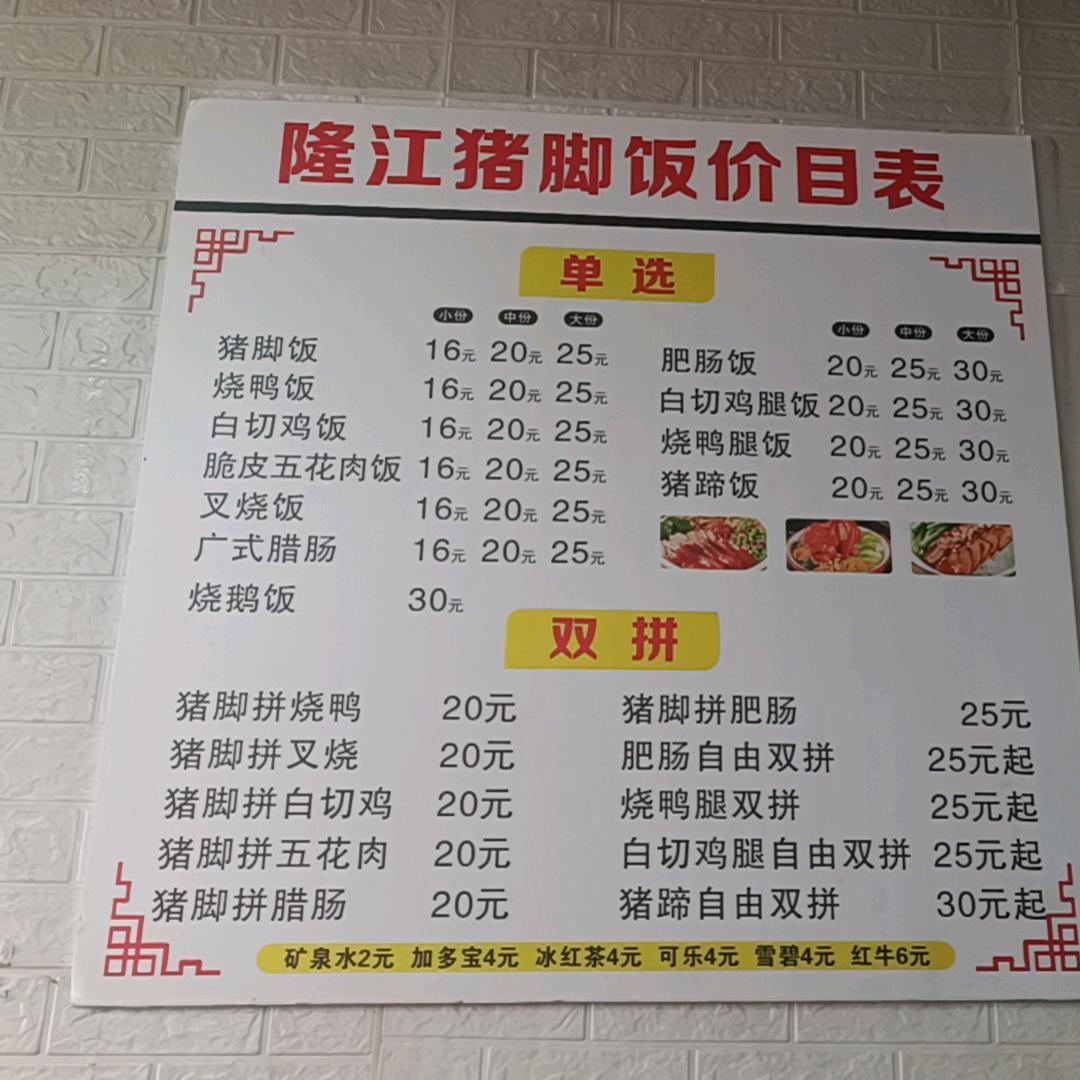 隆江猪脚饭价目表
单选
小份 中份 大份
猪脚饭 16元 20元 25元
烧鸭饭 16元 20元 25元
白切鸡饭 16元 20元 25元
脆皮五花肉饭 16元 20元 25元
叉烧饭 16元 20元 25元
广式腊肠 16元 20元 25元
烧鹅饭 30元
小份 中份 大份
肥肠饭 20元 25元 30元
白切鸡腿饭 20元 25元 30元
烧鸭腿饭 20元 25元 30元
猪蹄饭 20元 25元 30元
双拼
猪脚拼烧鸭 20元
猪脚拼叉烧 20元
猪脚拼白切鸡 20元
猪脚拼五花肉 20元
猪脚拼腊肠 20元
猪脚拼肥肠 25元
肥肠自由双拼 25元起
烧鸭腿双拼 25元起
白切鸡腿自由双拼 25元起
猪蹄自由双拼 30元起
矿泉水2元 加多宝4元 冰红茶4元 可乐4元 雪碧4元 红牛6元